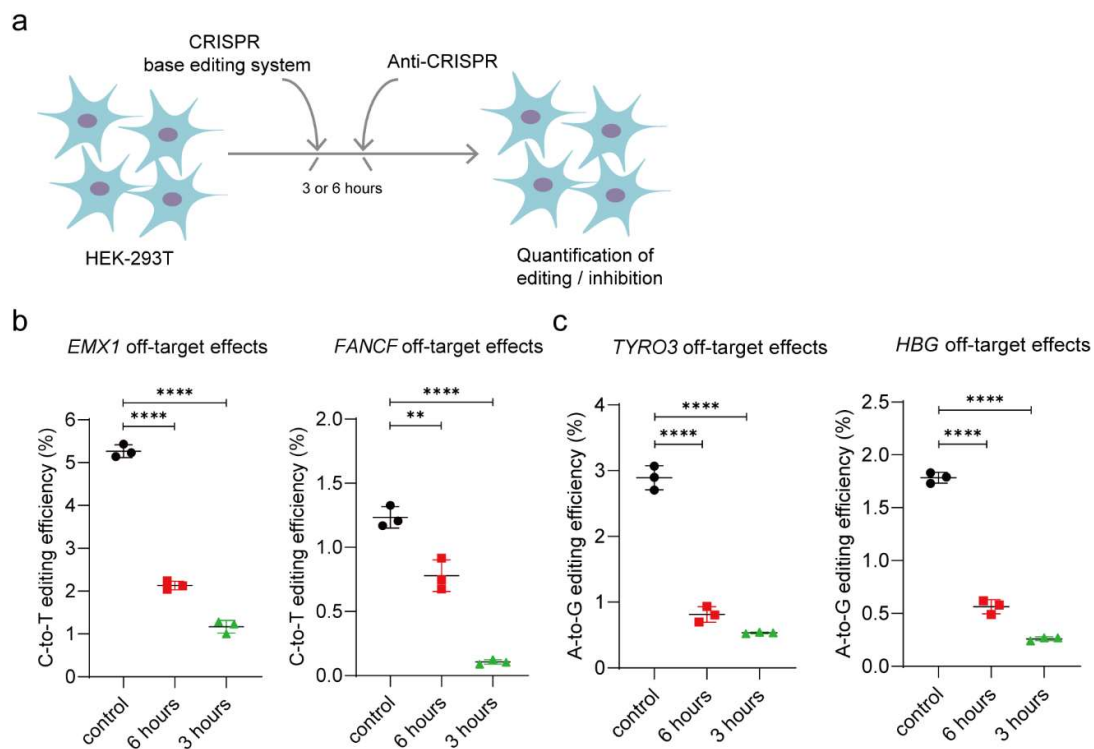 a
CRISPR
base editing system
Anti-CRISPR
3 or 6 hours
HEK-293T
Quantification of
editing / inhibition
b
EMX1 off-target effects
C-to-T editing efficiency (%)
6
5
4
3
2
1
0
****
****
control
6 hours
3 hours
FANCF off-target effects
C-to-T editing efficiency (%)
2.0
1.5
1.0
0.5
0.0
****
**
control
6 hours
3 hours
c
TYRO3 off-target effects
A-to-G editing efficiency (%)
4
3
2
1
0
****
****
control
6 hours
3 hours
HBG off-target effects
A-to-G editing efficiency (%)
2.5
2.0
1.5
1.0
0.5
0.0
****
****
control
6 hours
3 hours